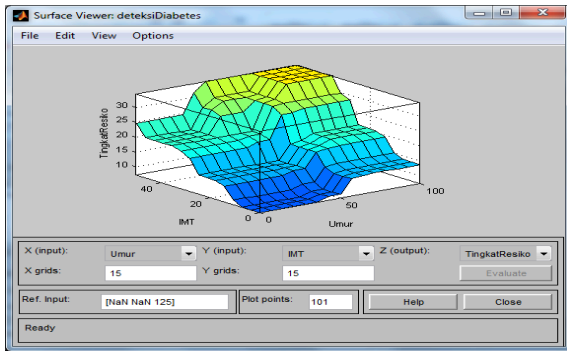 Surface Viewer: deteksiDiabetes
File Edit View Options
TingkatResiko
30
25
20
15
10
40
20
0
IMT
0
50
100
Umur
X (input): Umur Y (input): IMT Z (output): TingkatResiko
X grids: 15 Y grids: 15 Evaluate
Ref. Input: [NaN NaN 125] Plot points: 101 Help Close
Ready